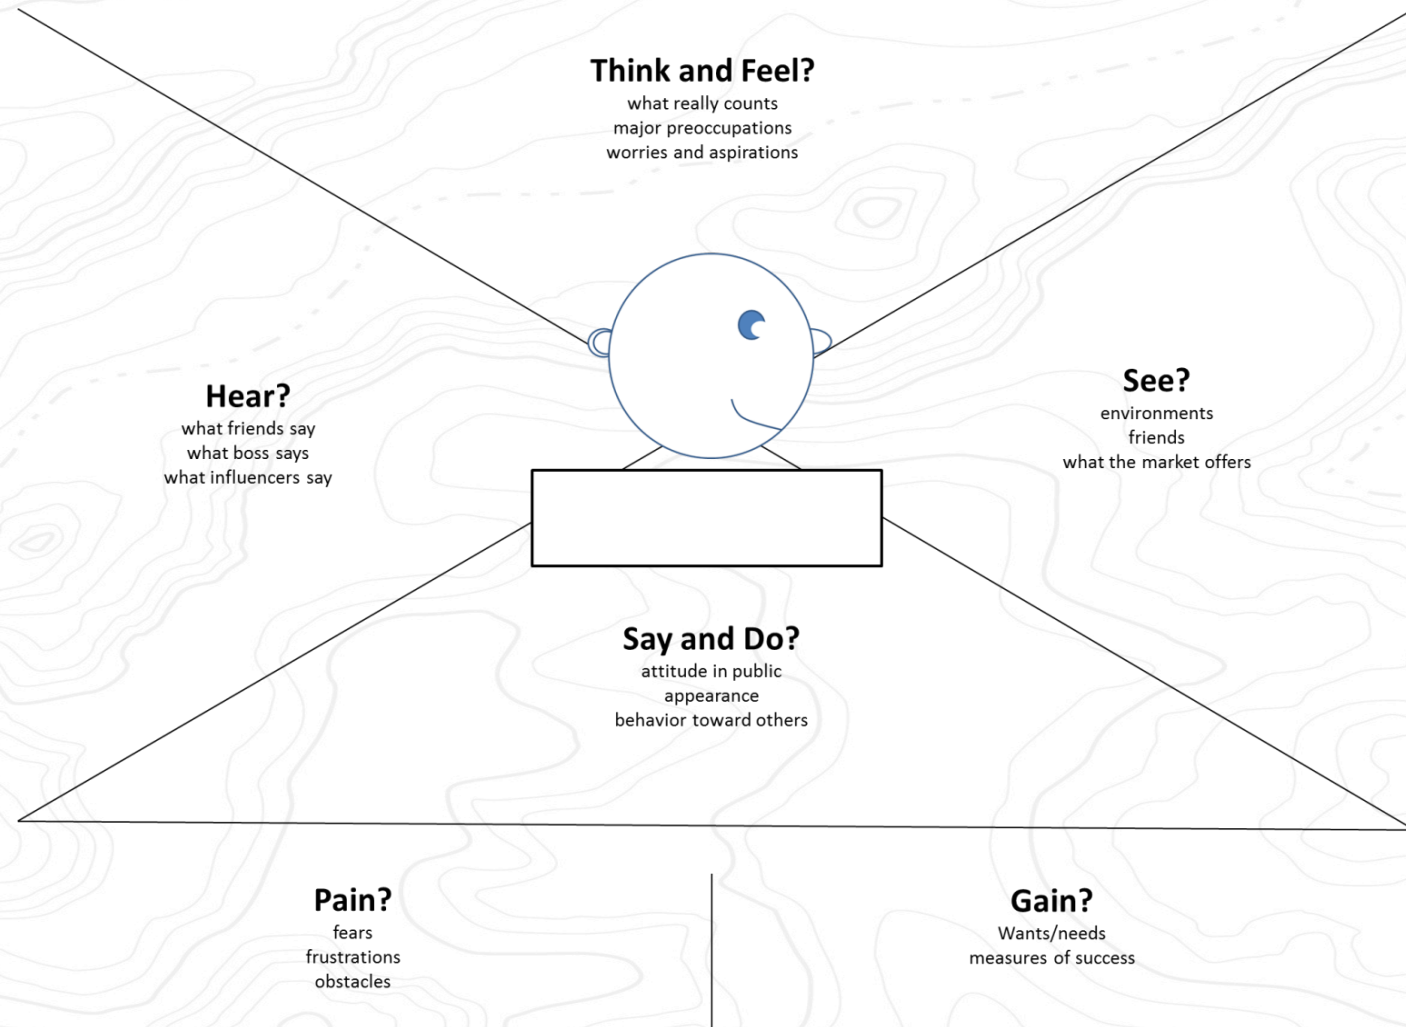 Think and Feel?
what really counts
major preoccupations
worries and aspirations
Hear?
what friends say
what boss says
what influencers say
See?
environments
friends
what the market offers
Say and Do?
attitude in public
appearance
behavior toward others
Pain?
fears
frustrations
obstacles
Gain?
Wants/needs
measures of success